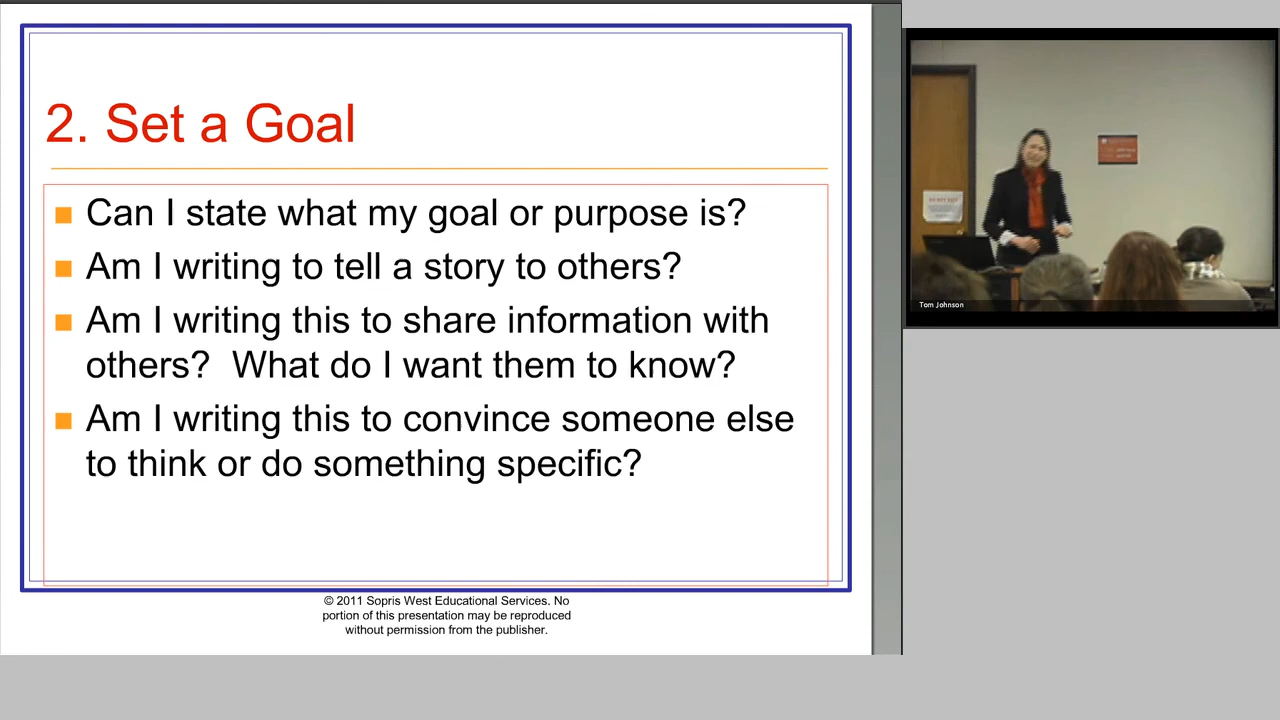 2. Set a Goal
Can I state what my goal or purpose is?
Am I writing to tell a story to others?
Am I writing this to share information with
others?  What do I want them to know?
Am I writing this to convince someone else
to think or do something specific?
© 2011 Sopris West Educational Services. No
portion of this presentation may be reproduced
without permission from the publisher.
Tom Johnson